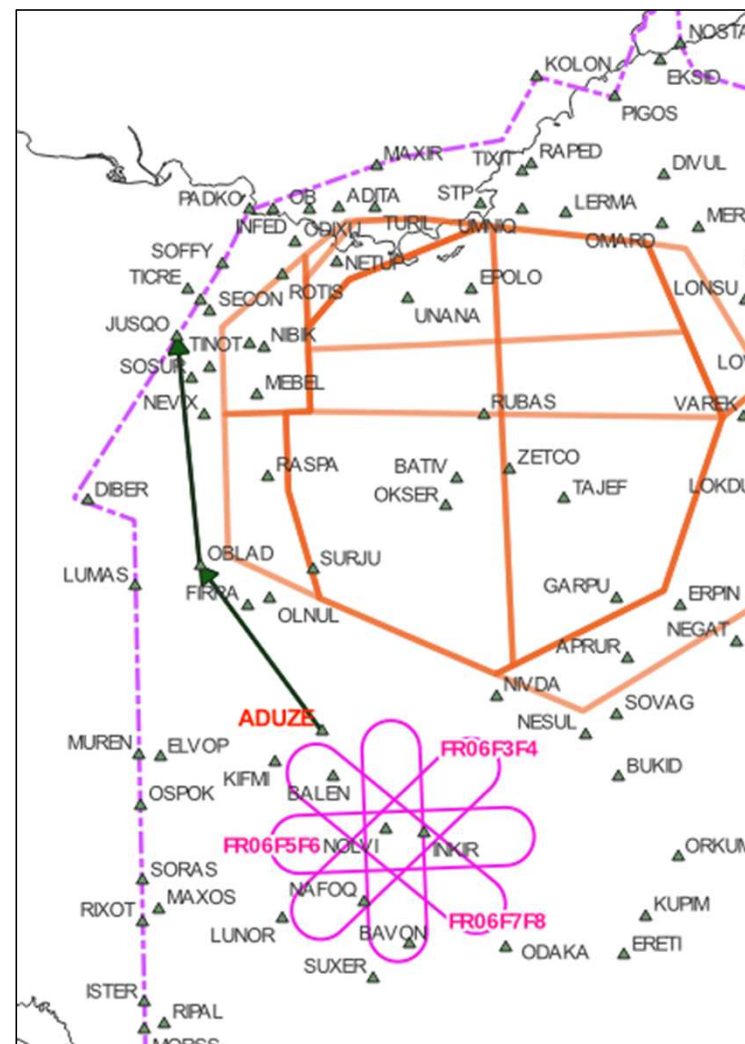 NOSTA
KOLON
EKSID
PIGOS
MAXIR
TIXIT
RAPED
DIVUL
PADKO
OB
ADITA
STP
LERMA
MER
INFED
ODIXU
TURIL
UMNIQ
OMARD
SOFFY
NETUP
TICRE
SECON
ROTIS
EPOLO
LONSU
UNANA
JUSQO
TINOT
NIBIK
SOSUR
LOV
MEBEL
NEVIX
RUBAS
VAREK
RASPA
BATIV
ZETCO
DIBER
OKSER
TAJEF
LOKDU
OBLAD
SURJU
LUMAS
FIRRA
GARPU
ERPIN
OLNUL
NEGAT
APRUR
NIVDA
SOVAG
ADUZE
NESUL
MUREN
ELVOP
FR06F3F4
KIFMI
BALEN
BUKID
OSPOK
FR06F5F6
NOLVI
INKIR
ORKUM
SORAS
NAFOQ
MAXOS
KUPIM
RIXOT
LUNOR
BAVON
FR06F7F8
ODAKA
ERETI
SUXER
ISTER
RIPAL
MORSS